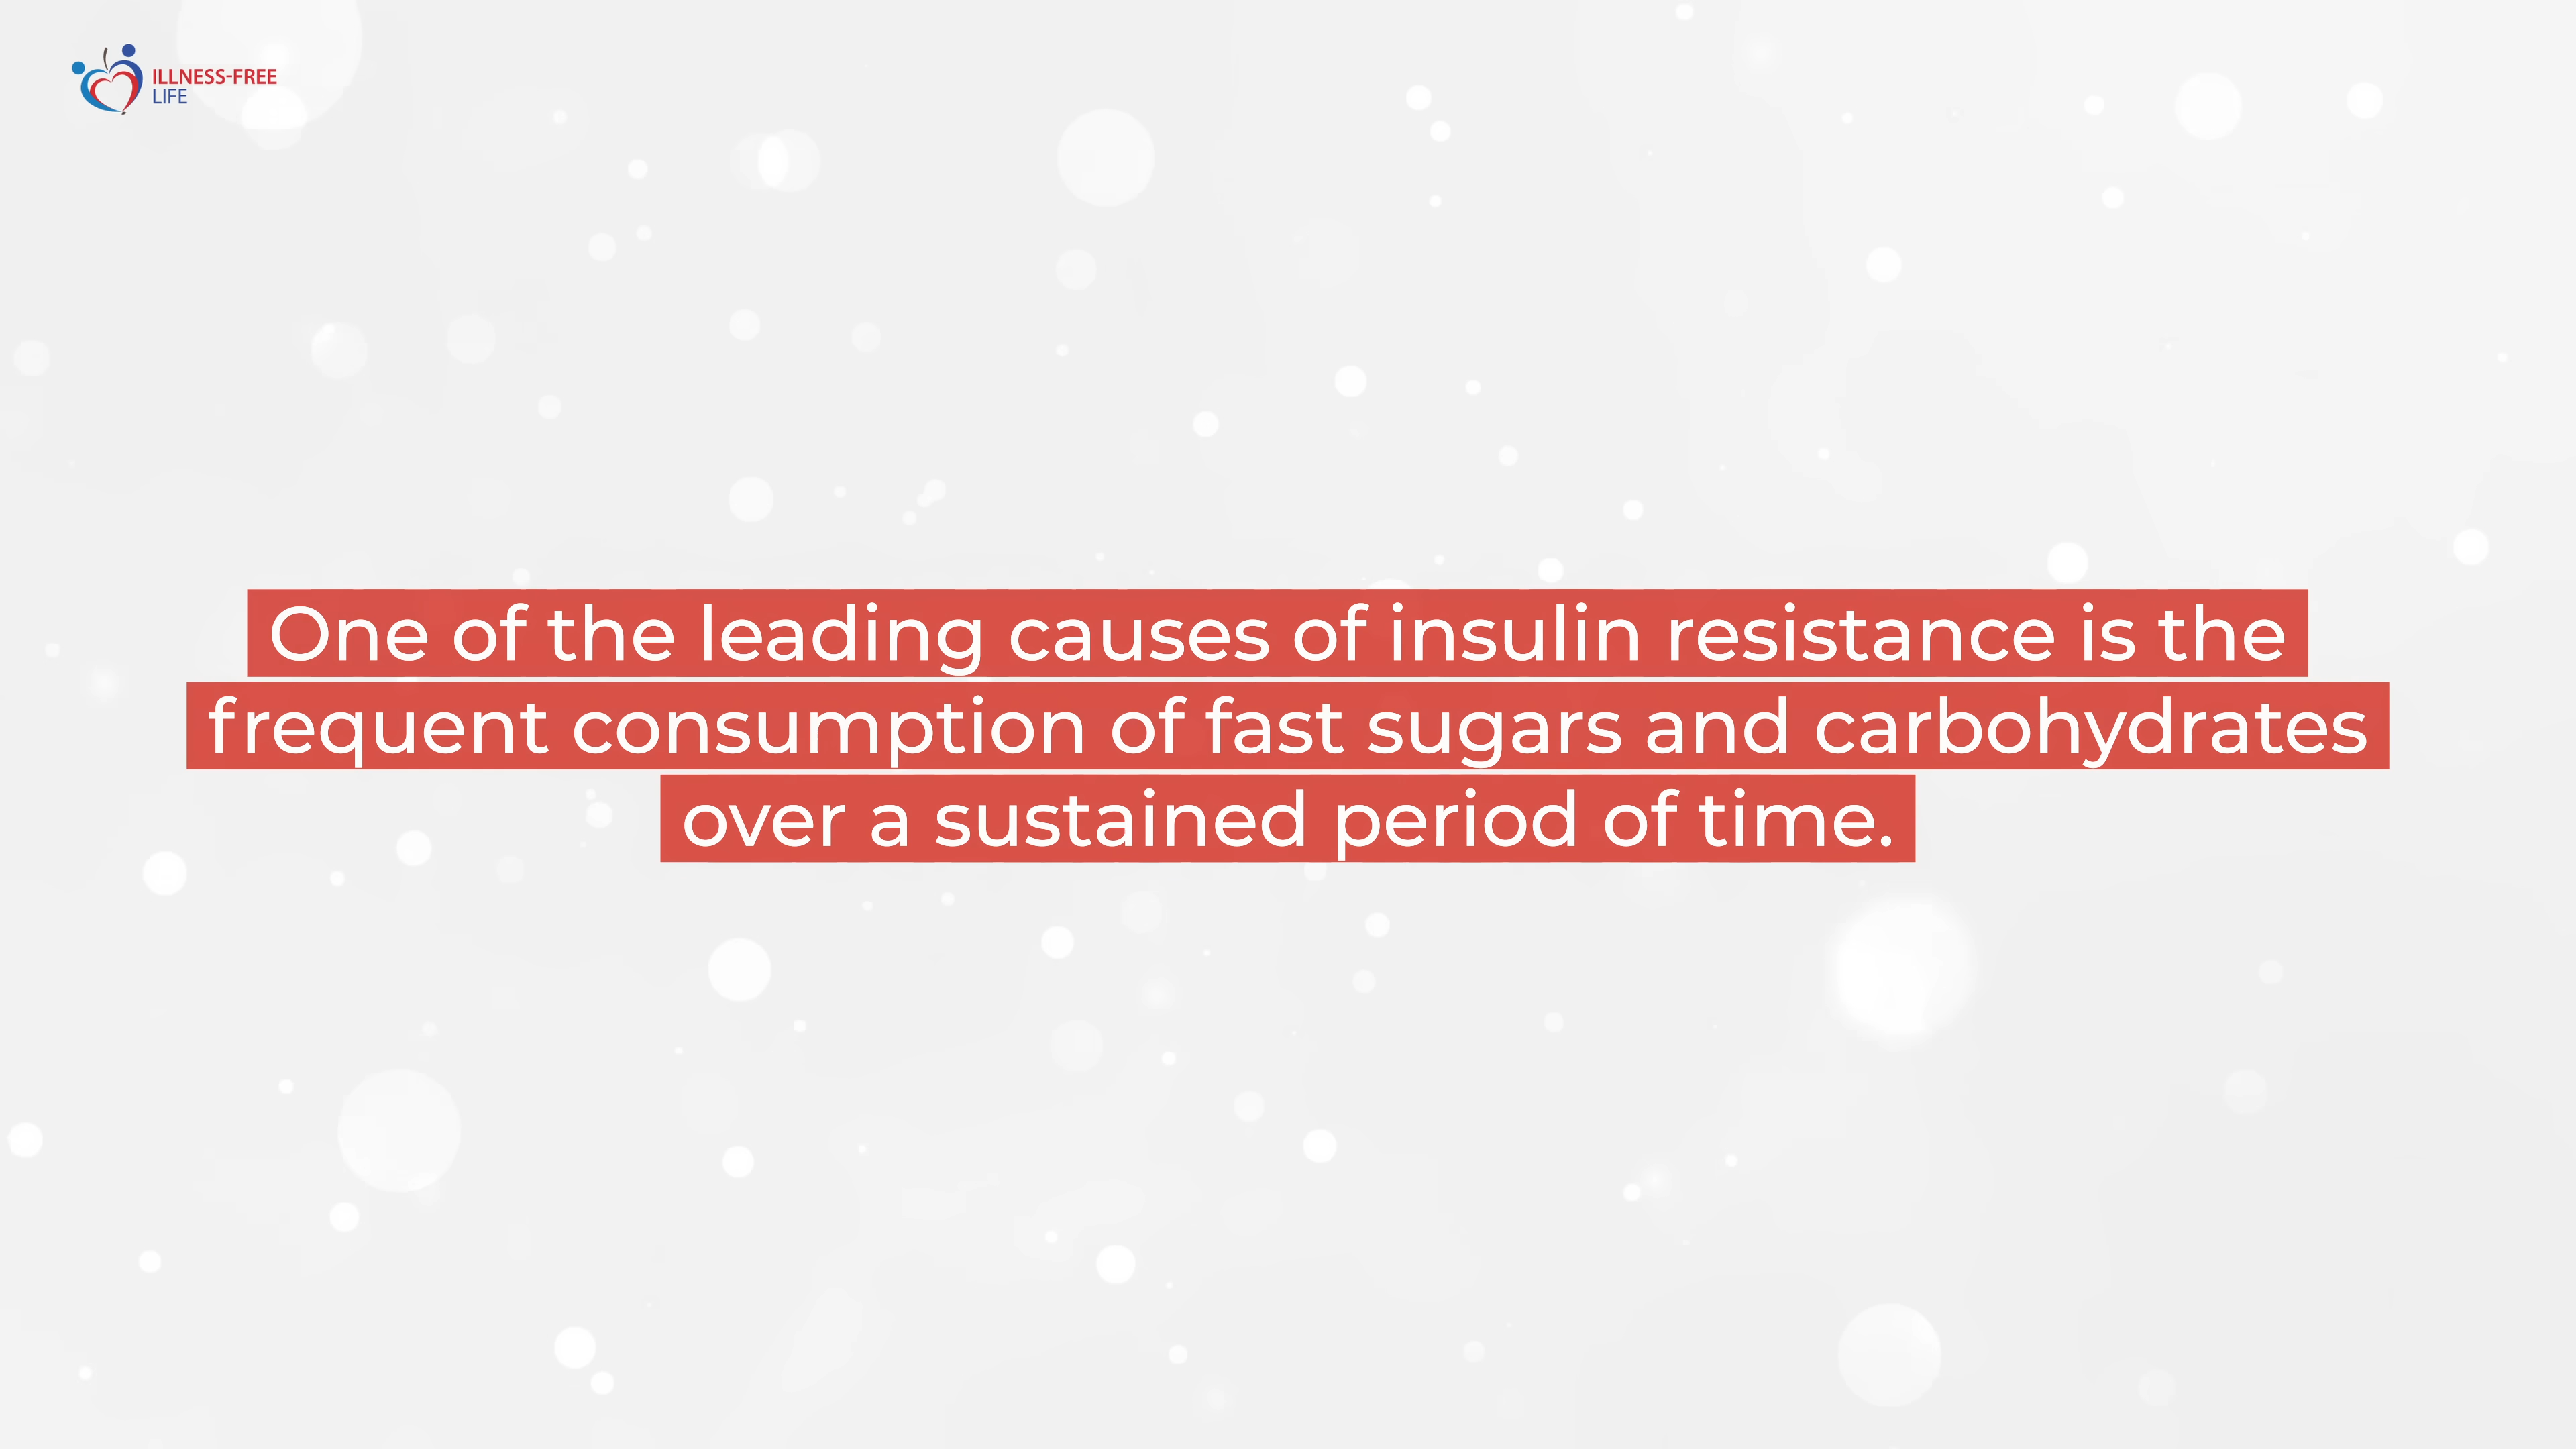 ILLNESS-FREE
LIFE
One of the leading causes of insulin resistance is the
frequent consumption of fast sugars and carbohydrates
over a sustained period of time.